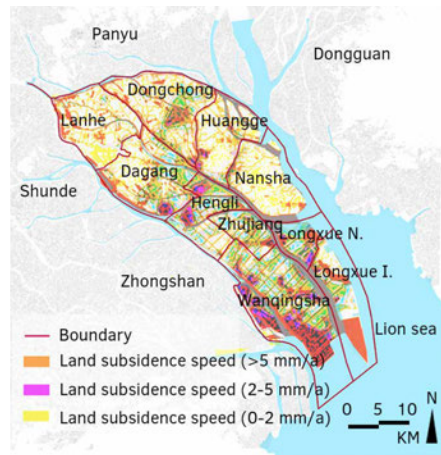 Panyu
Dongguan
Dongchong
Lanhe
Huangge
Dagang
Nansha
Shunde
Hengli
Zhujiang
Longxue N.
Zhongshan
Longxue I.
Wanqingsha
Lion sea
Boundary
Land subsidence speed (>5 mm/a)
Land subsidence speed (2-5 mm/a)
Land subsidence speed (0-2 mm/a)
0 5 10
KM
N